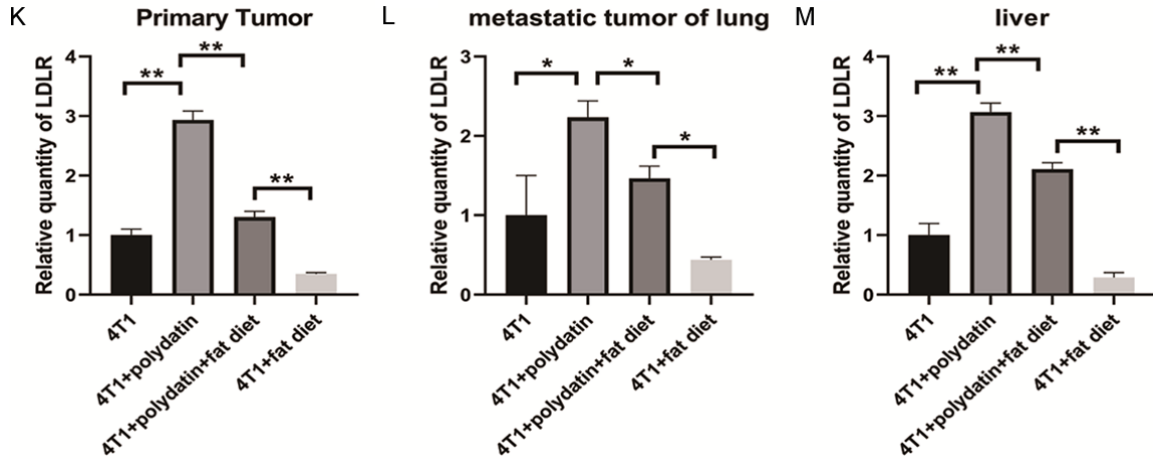 K
Primary Tumor
Relative quantity of LDLR
4
3
2
1
0
**
**
**
4T1
4T1+polydatin
4T1+polydatin+fat diet
4T1+fat diet
L
metastatic tumor of lung
Relative quantity of LDLR
3
2
1
0
*
*
*
4T1
4T1+polydatin
4T1+polydatin+fat diet
4T1+fat diet
M
liver
Relative quantity of LDLR
4
3
2
1
0
**
**
**
4T1
4T1+polydatin
4T1+polydatin+fat diet
4T1+fat diet